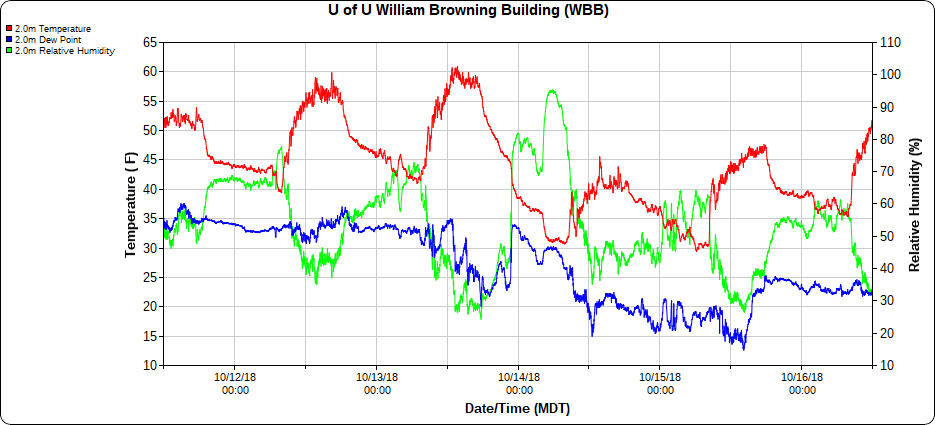 U of U William Browning Building (WBB)
2.0m Temperature
2.0m Dew Point
2.0m Relative Humidity
65
60
55
50
45
40
35
30
25
20
15
10
Temperature ( F)
110
100
90
80
70
60
50
40
30
20
10
Relative Humidity (%)
10/12/18 10/13/18 10/14/18 10/15/18 10/16/18
00:00 00:00 00:00 00:00 00:00
Date/Time (MDT)